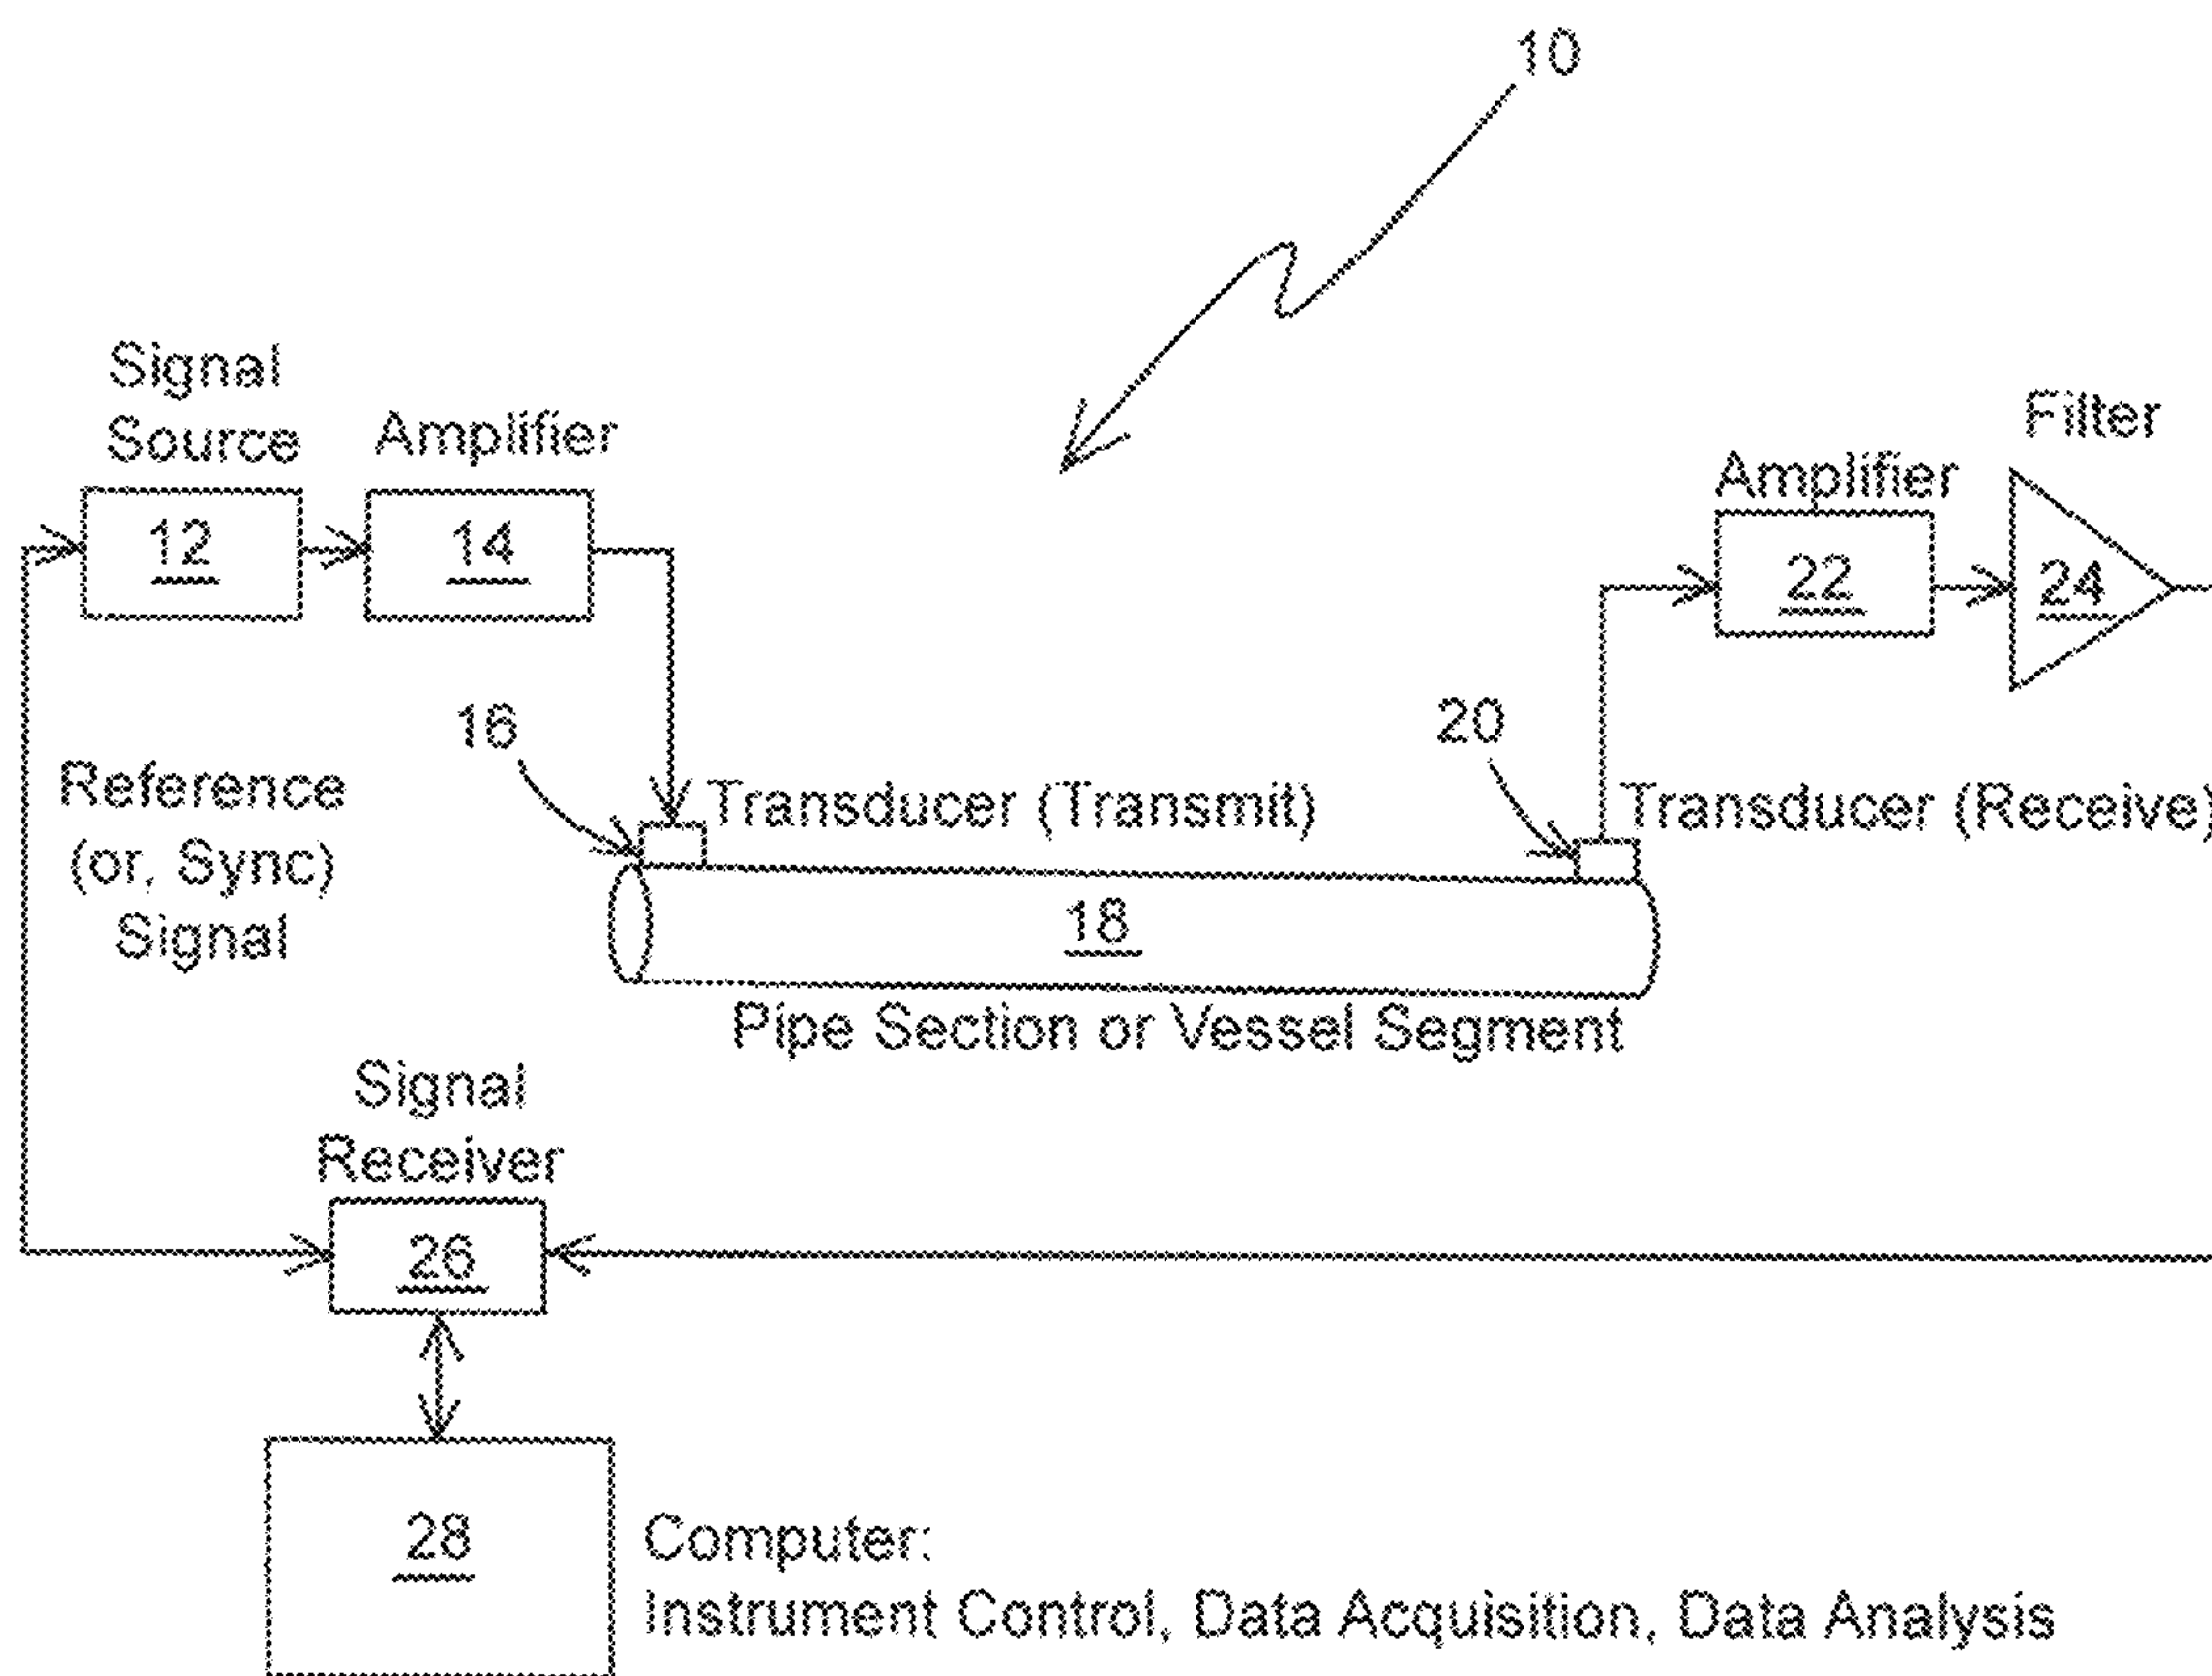 10
Signal
Source
Amplifier
12
14
Filter
Amplifier
22
24
16
20
Reference
(or, Sync)
Signal
Transducer (Transmit)
Transducer (Receive)
18
Pipe Section or Vessel Segment
Signal
Receiver
26
28
Computer:
Instrument Control, Data Acquisition, Data Analysis